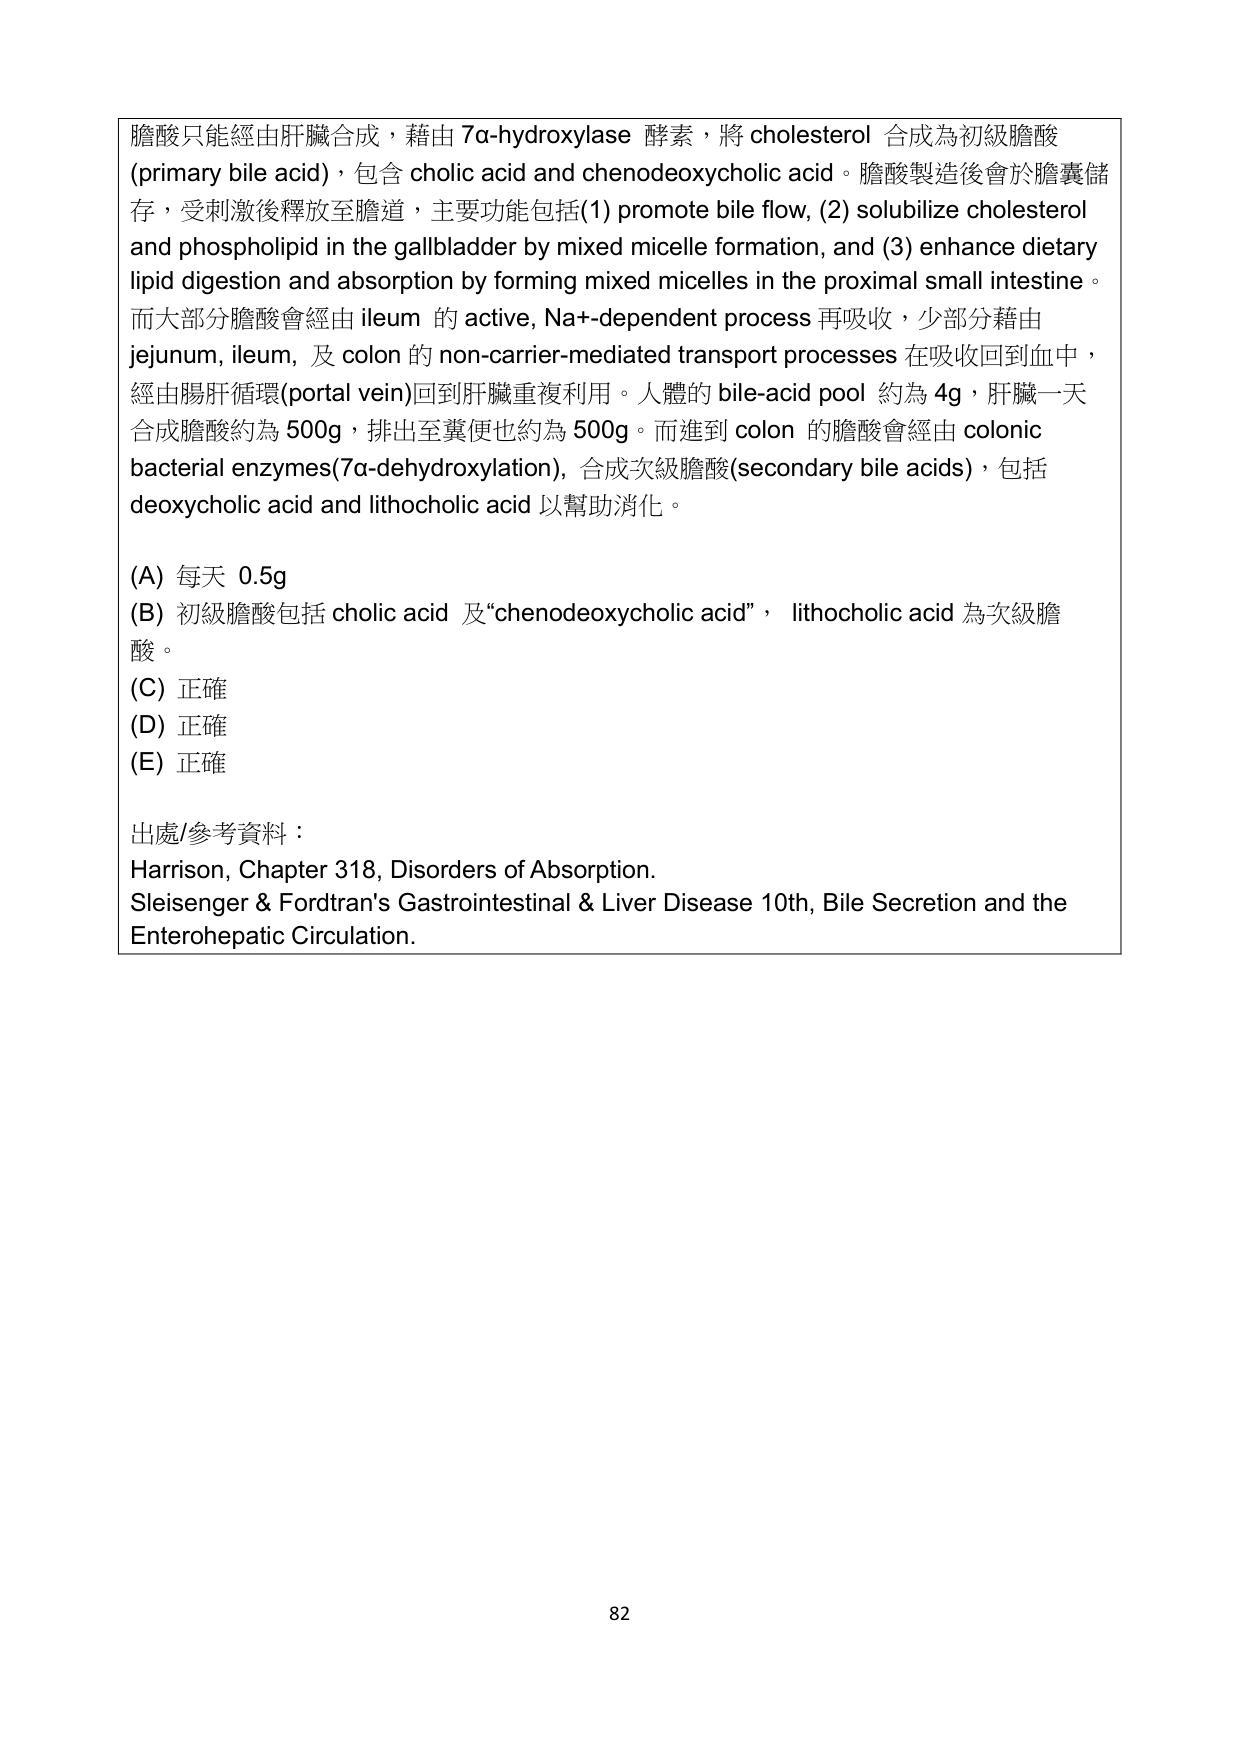 膽酸只能經由肝臟合成，藉由 7α-hydroxylase 酵素，將 cholesterol 合成為初級膽酸
(primary bile acid)，包含 cholic acid and chenodeoxycholic acid。膽酸製造後會於膽囊儲
存，受刺激後釋放至膽道，主要功能包括(1) promote bile flow, (2) solubilize cholesterol
and phospholipid in the gallbladder by mixed micelle formation, and (3) enhance dietary
lipid digestion and absorption by forming mixed micelles in the proximal small intestine。
而大部分膽酸會經由 ileum 的 active, Na+-dependent process 再吸收，少部分藉由
jejunum, ileum, 及 colon 的 non-carrier-mediated transport processes 在吸收回到血中，
經由腸肝循環(portal vein)回到肝臟重複利用。人體的 bile-acid pool 約為 4g，肝臟一天
合成膽酸約為 500g，排出至糞便也約為 500g。而進到 colon 的膽酸會經由 colonic
bacterial enzymes(7α-dehydroxylation), 合成次級膽酸(secondary bile acids)，包括
deoxycholic acid and lithocholic acid 以幫助消化。
(A) 每天 0.5g
(B) 初級膽酸包括 cholic acid 及“chenodeoxycholic acid”， lithocholic acid 為次級膽
酸。
(C) 正確
(D) 正確
(E) 正確
出處/參考資料：
Harrison, Chapter 318, Disorders of Absorption.
Sleisenger & Fordtran's Gastrointestinal & Liver Disease 10th, Bile Secretion and the
Enterohepatic Circulation.
82